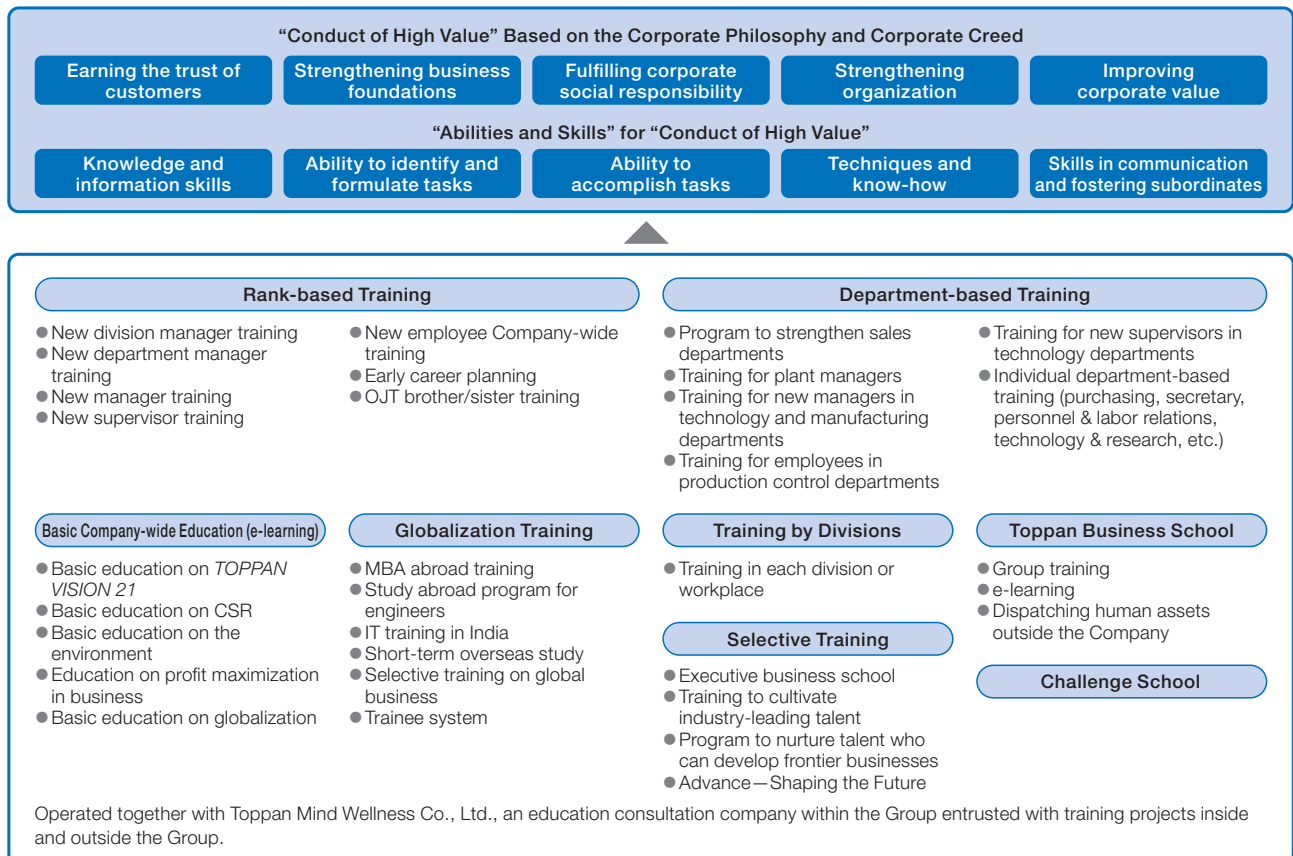 “Conduct of High Value” Based on the Corporate Philosophy and Corporate Creed
Earning the trust of
customers
Strengthening business
foundations
Fulfilling corporate
social responsibility
Strengthening
organization
Improving
corporate value
“Abilities and Skills” for “Conduct of High Value”
Knowledge and
information skills
Ability to identify and
formulate tasks
Ability to
accomplish tasks
Techniques and
know-how
Skills in communication
and fostering subordinates
Rank-based Training
● New division manager training
● New department manager
training
● New manager training
● New supervisor training
● New employee Company-wide
training
● Early career planning
● OJT brother/sister training
Department-based Training
● Program to strengthen sales
departments
● Training for plant managers
● Training for new managers in
technology and manufacturing
departments
● Training for employees in
production control departments
● Training for new supervisors in
technology departments
● Individual department-based
training (purchasing, secretary,
personnel & labor relations,
technology & research, etc.)
Basic Company-wide Education (e-learning)
● Basic education on TOPPAN
VISION 21
● Basic education on CSR
● Basic education on the
environment
● Education on profit maximization
in business
● Basic education on globalization
Globalization Training
● MBA abroad training
● Study abroad program for
engineers
● IT training in India
● Short-term overseas study
● Selective training on global
business
● Trainee system
Training by Divisions
● Training in each division or
workplace
Selective Training
● Executive business school
● Training to cultivate
industry-leading talent
● Program to nurture talent who
can develop frontier businesses
● Advance—Shaping the Future
Toppan Business School
● Group training
● e-learning
● Dispatching human assets
outside the Company
Challenge School
Operated together with Toppan Mind Wellness Co., Ltd., an education consultation company within the Group entrusted with training projects inside
and outside the Group.